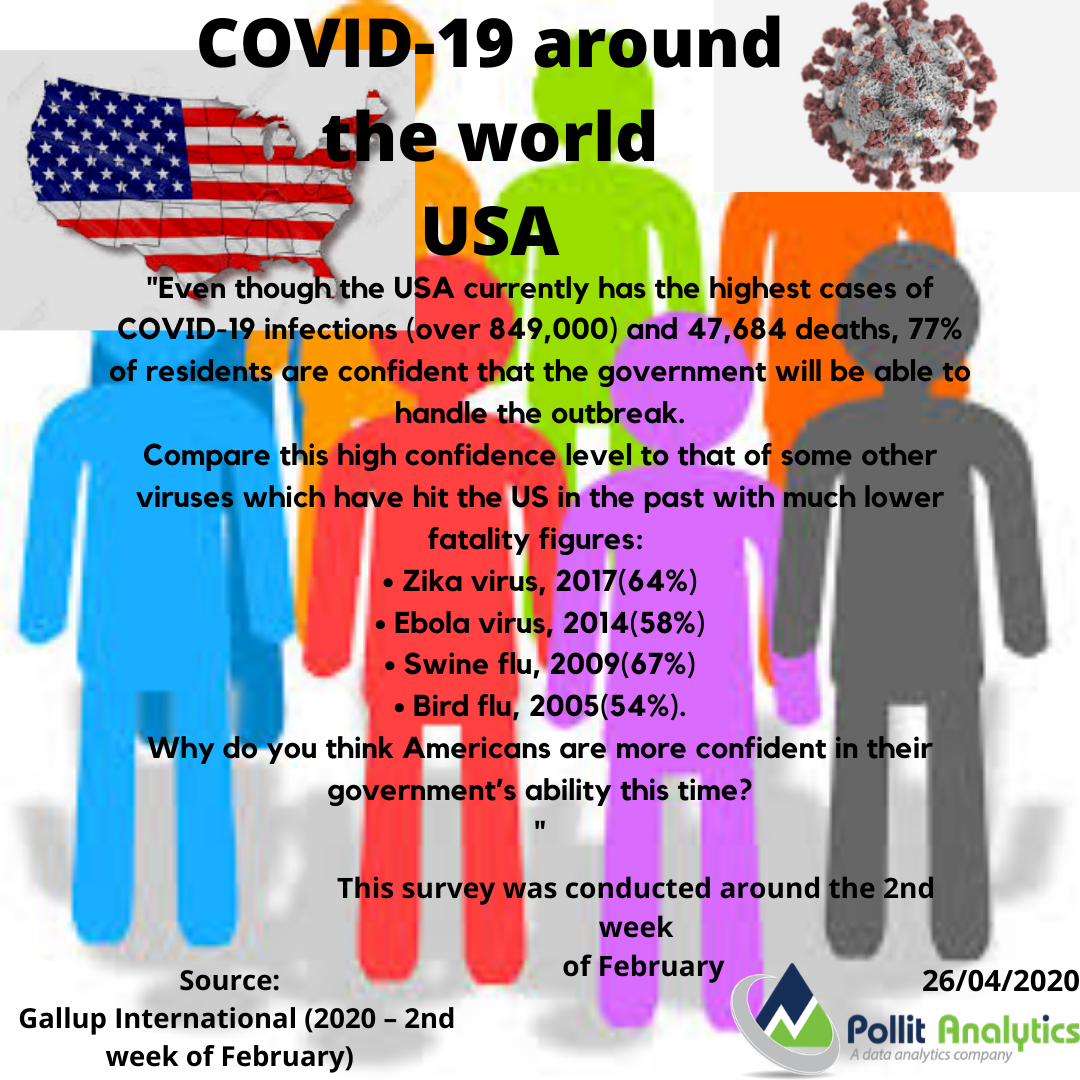 COVID-19 around
the world
USA
"Even though the USA currently has the highest cases of
COVID-19 infections (over 849,000) and 47,684 deaths, 77%
of residents are confident that the government will be able to
handle the outbreak.
Compare this high confidence level to that of some other
viruses which have hit the US in the past with much lower
fatality figures:
• Zika virus, 2017(64%)
• Ebola virus, 2014(58%)
• Swine flu, 2009(67%)
• Bird flu, 2005(54%).
Why do you think Americans are more confident in their
government’s ability this time?
"
This survey was conducted around the 2nd
week
of February
Source:
Gallup International (2020 – 2nd
week of February)
26/04/2020
Pollit Analytics
A data analytics company